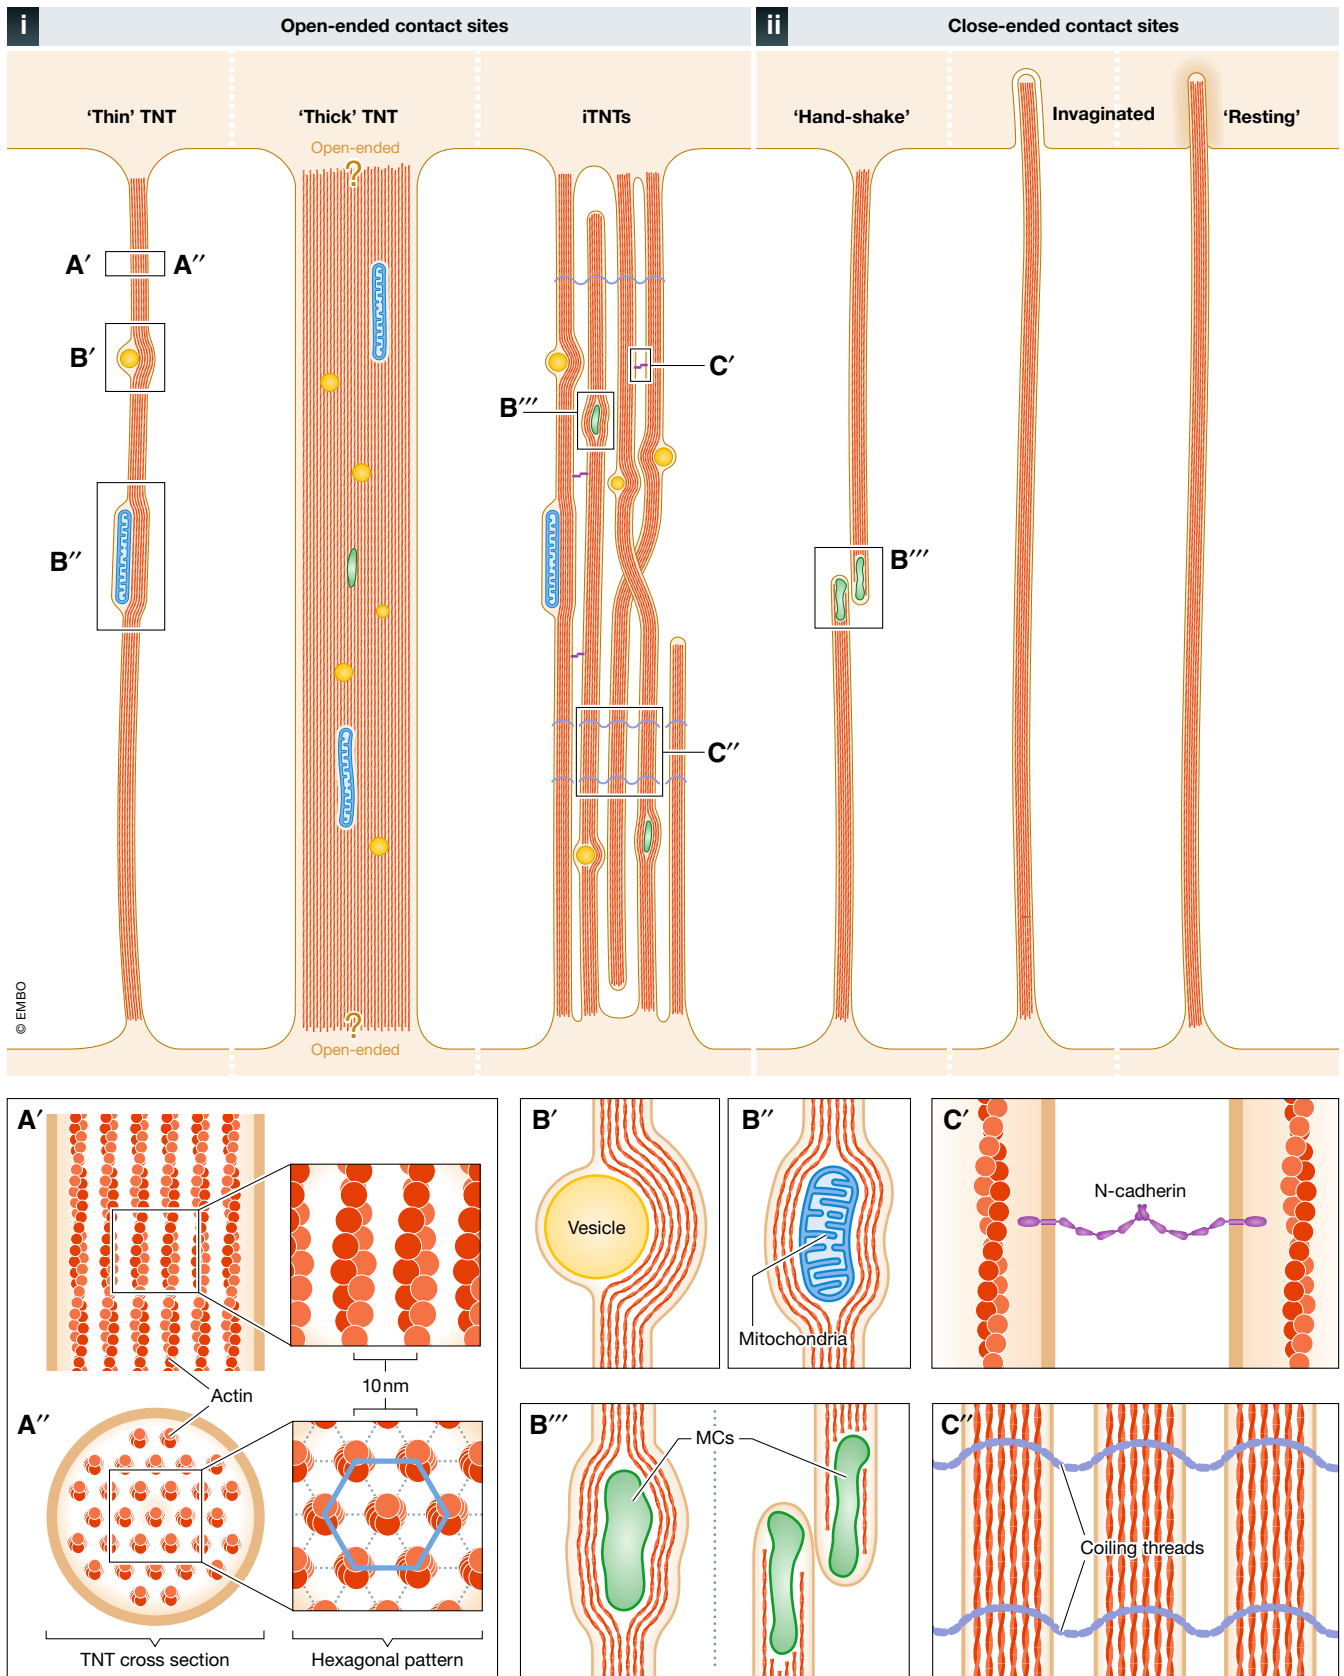 i
Open-ended contact sites
ii
Close-ended contact sites
‘Thin’ TNT
‘Thick’ TNT
iTNTs
‘Hand-shake’
Invaginated
‘Resting’
Open-ended
?
A′
A″
B′
C′
B‴
B″
B‴
C″
?
Open-ended
© EMBO
A′
Actin
10 nm
A″
TNT cross section
Hexagonal pattern
B′
Vesicle
B″
Mitochondria
C′
N-cadherin
B‴
MCs
C″
Coiling threads